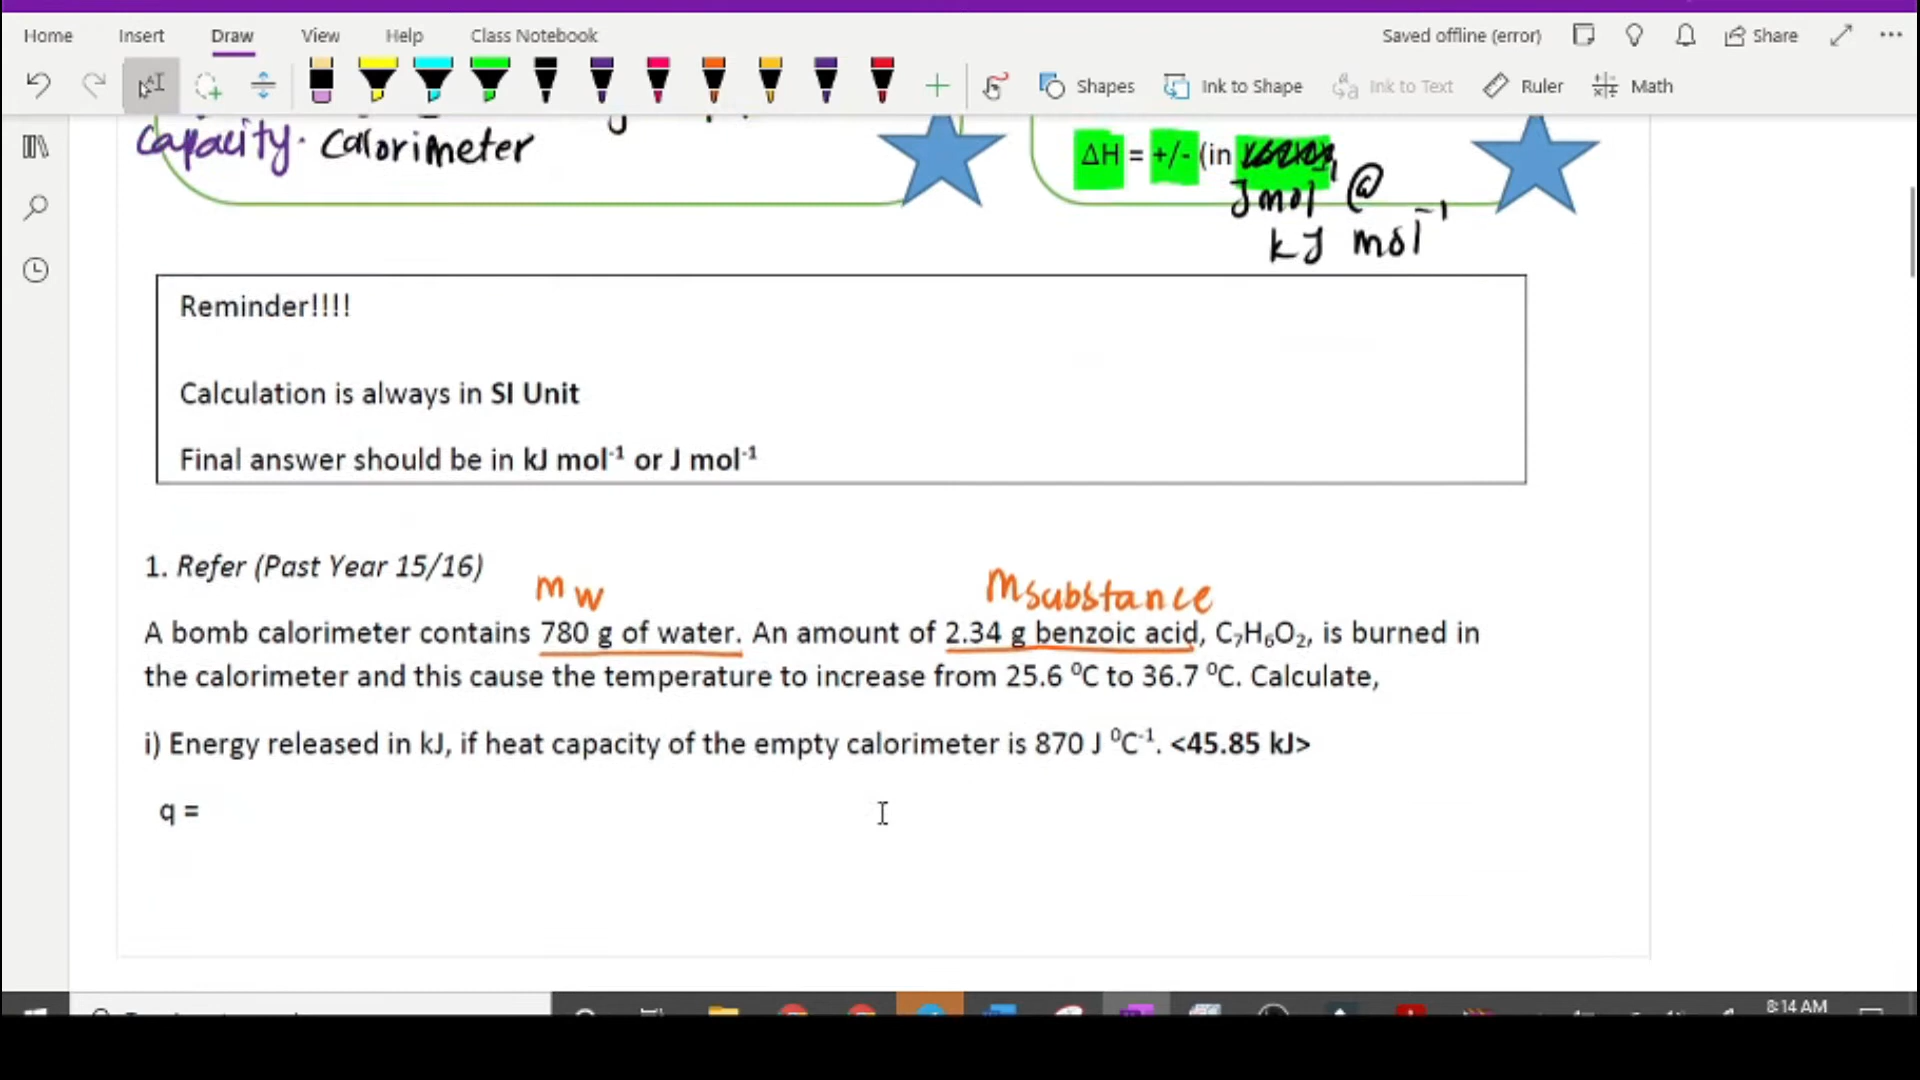 Home Insert Draw View Help Class Notebook Saved offline (error) Share
Shapes Ink to Shape Ink to Text Ruler Math
capacity. calorimeter
ΔH = +/- (in
J mol⁻¹ @
kJ mol⁻¹
Reminder!!!!
Calculation is always in SI Unit
Final answer should be in kJ mol⁻¹ or J mol⁻¹
1. Refer (Past Year 15/16)
mw
Msubstance
A bomb calorimeter contains 780 g of water. An amount of 2.34 g benzoic acid, C₇H₆O₂, is burned in
the calorimeter and this cause the temperature to increase from 25.6 ⁰C to 36.7 ⁰C. Calculate,
i) Energy released in kJ, if heat capacity of the empty calorimeter is 870 J ⁰C⁻¹. <45.85 kJ>
q =
8:14 AM